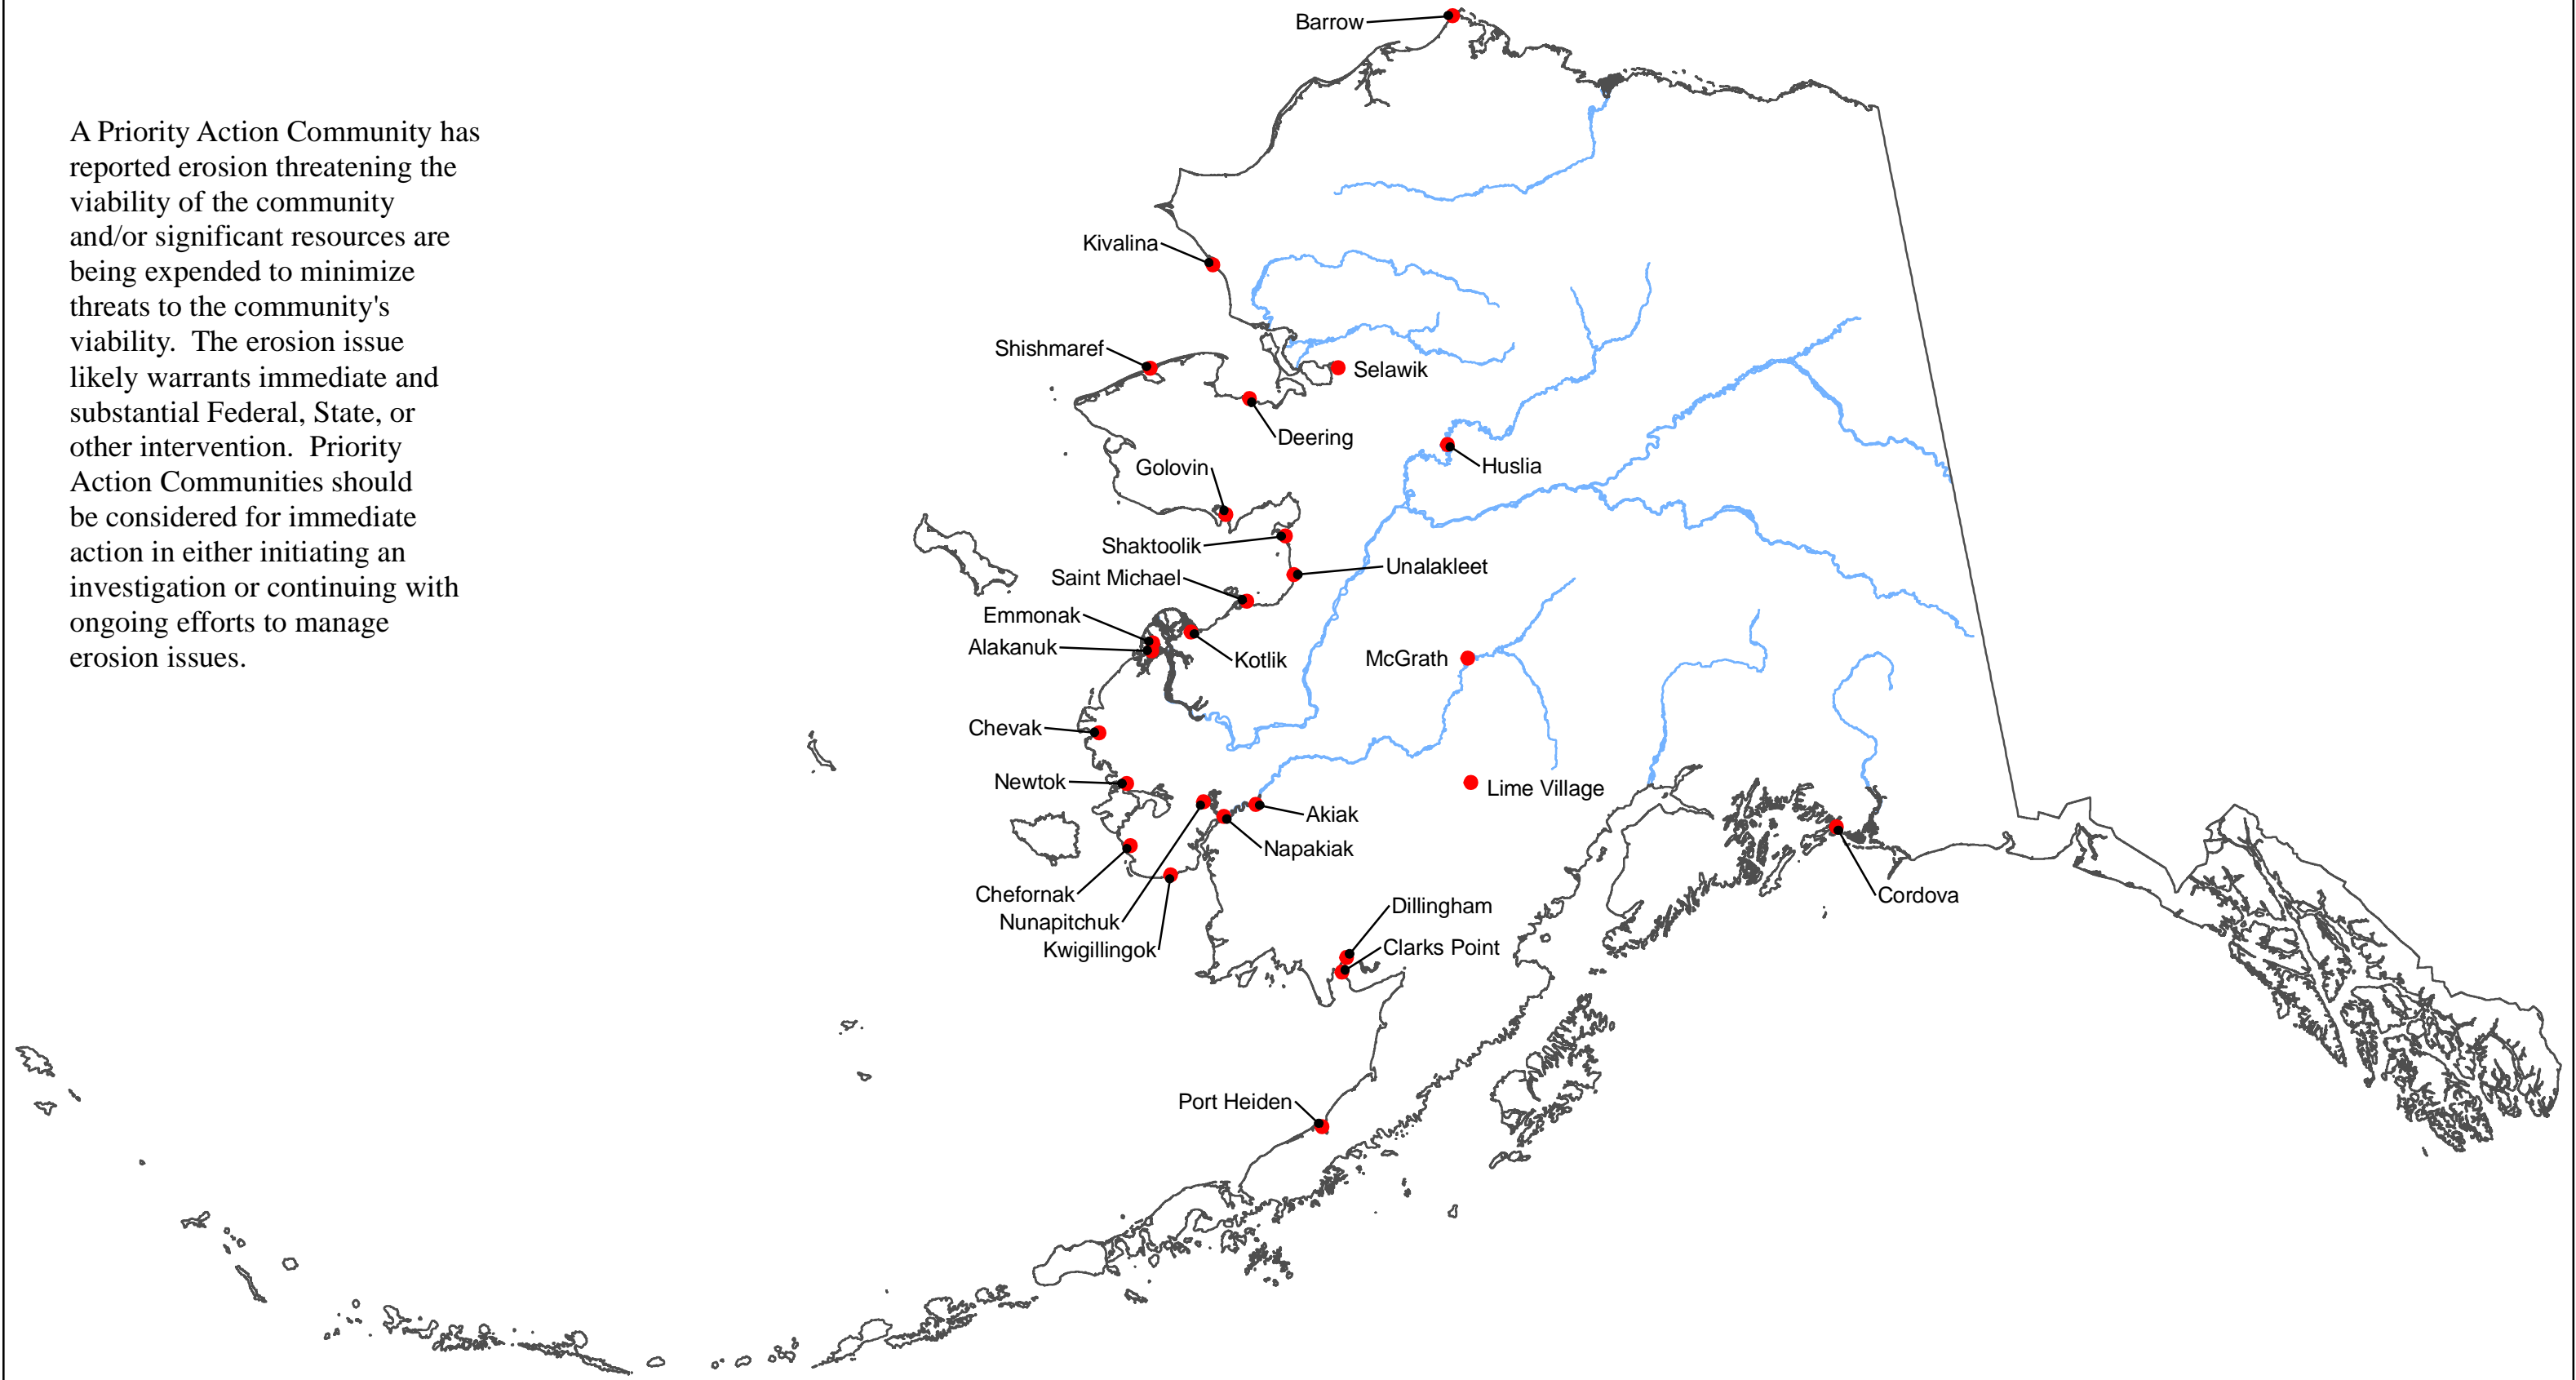 A Priority Action Community has
reported erosion threatening the
viability of the community
and/or significant resources are
being expended to minimize
threats to the community's
viability.  The erosion issue
likely warrants immediate and
substantial Federal, State, or
other intervention.  Priority
Action Communities should
be considered for immediate
action in either initiating an
investigation or continuing with
ongoing efforts to manage
erosion issues.
Barrow
Kivalina
Shishmaref
Selawik
Deering
Huslia
Golovin
Shaktoolik
Unalakleet
Saint Michael
Emmonak
Alakanuk
Kotlik
McGrath
Chevak
Newtok
Lime Village
Akiak
Napakiak
Chefornak
Nunapitchuk
Kwigillingok
Cordova
Dillingham
Clarks Point
Port Heiden